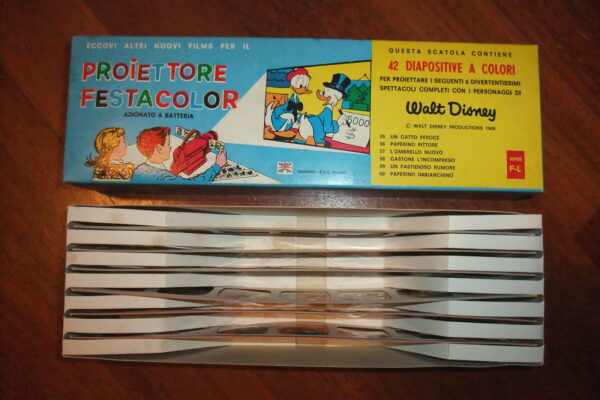 ECCOVI ALTRI NUOVI FILMS PER IL
PROiETTORE
FESTACOLOR
AZIONATO A BATTERIA
6000
$
QUESTA SCATOLA CONTIENE
42 DIAPOSITIVE A COLORI
PER PROIETTARE I SEGUENTI 6 DIVERTENTISSIMI
SPETTACOLI COMPLETI CON I PERSONAGGI DI
Walt Disney
© WALT DISNEY PRODUCTIONS 1968
55 UN GATTO FEROCE
56 PAPERINO PITTORE
57 L'OMBRELLO NUOVO
58 GASTONE L'INCOMPRESO
59 UN FASTIDIOSO RUMORE
60 PAPERINO IMBIANCHINO
SERIE
F-L